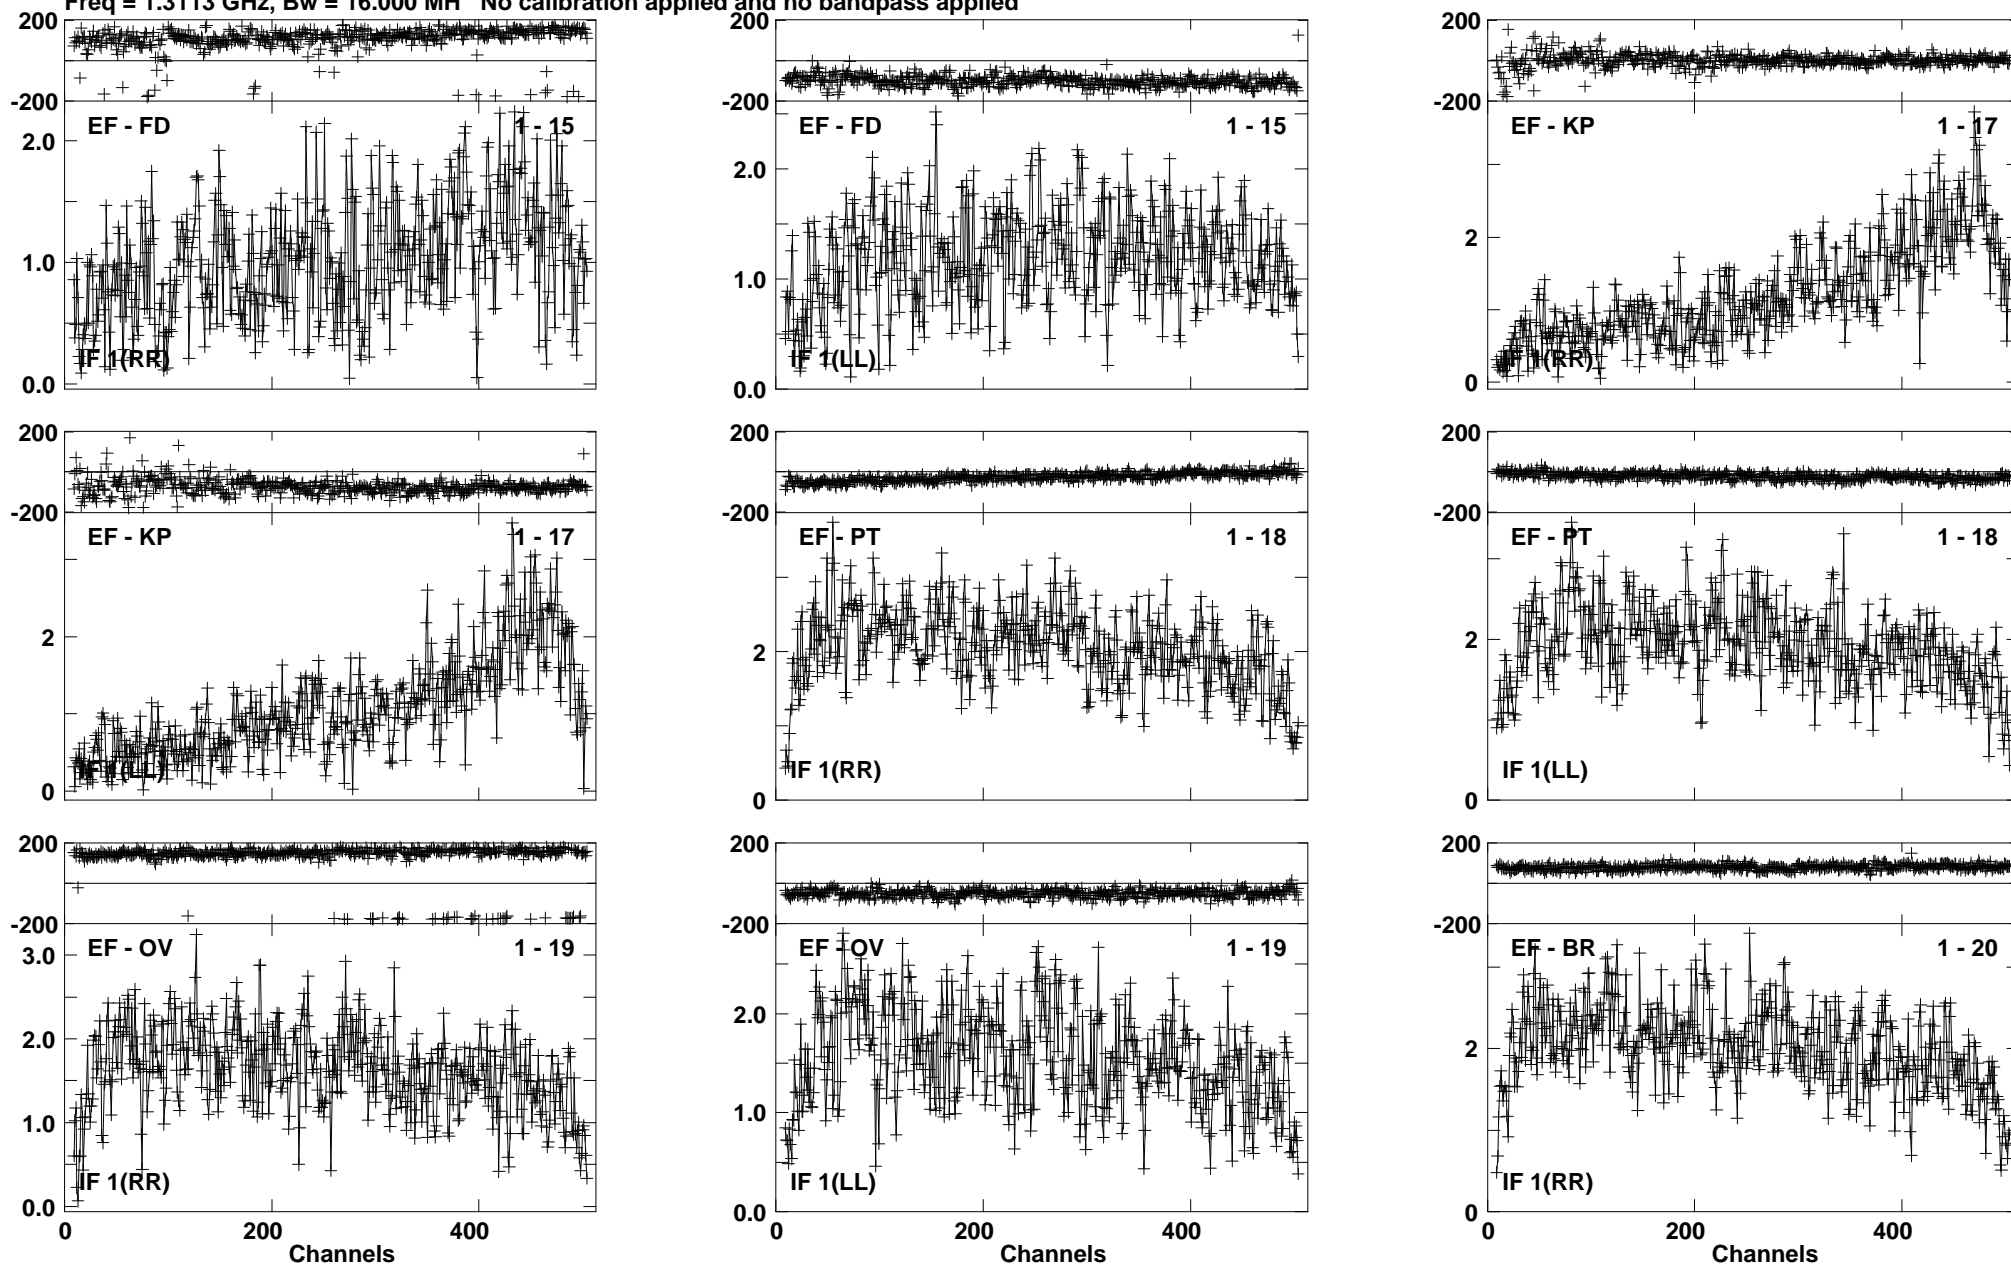 Freq = 1.3113 GHz, Bw = 16.000 MH No calibration applied and no bandpass applied
200
-200
EF - FD 1 - 15
2.0
1.0
0.0
IF 1(RR)
200
-200
EF - FD 1 - 15
2.0
1.0
0.0
IF 1(LL)
200
-200
EF - KP 1 - 17
2
0
IF 1(RR)
200
-200
EF - KP 1 - 17
2
0
IF 1(LL)
200
-200
EF - PT 1 - 18
2
0
IF 1(RR)
200
-200
EF - PT 1 - 18
2
0
IF 1(LL)
200
-200
EF - OV 1 - 19
3.0
2.0
1.0
0.0
IF 1(RR)
0 200 400
Channels
200
-200
EF - OV 1 - 19
2.0
1.0
0.0
IF 1(LL)
200
-200
EF - BR 1 - 20
2
0
IF 1(RR)
0 200 400
Channels